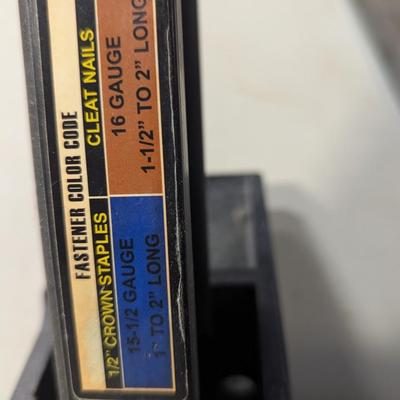 FASTENER COLOR CODE
1/2" CROWN STAPLES
15-1/2 GAUGE
1" TO 2" LONG
CLEAT NAILS
16 GAUGE
1-1/2" TO 2" LONG